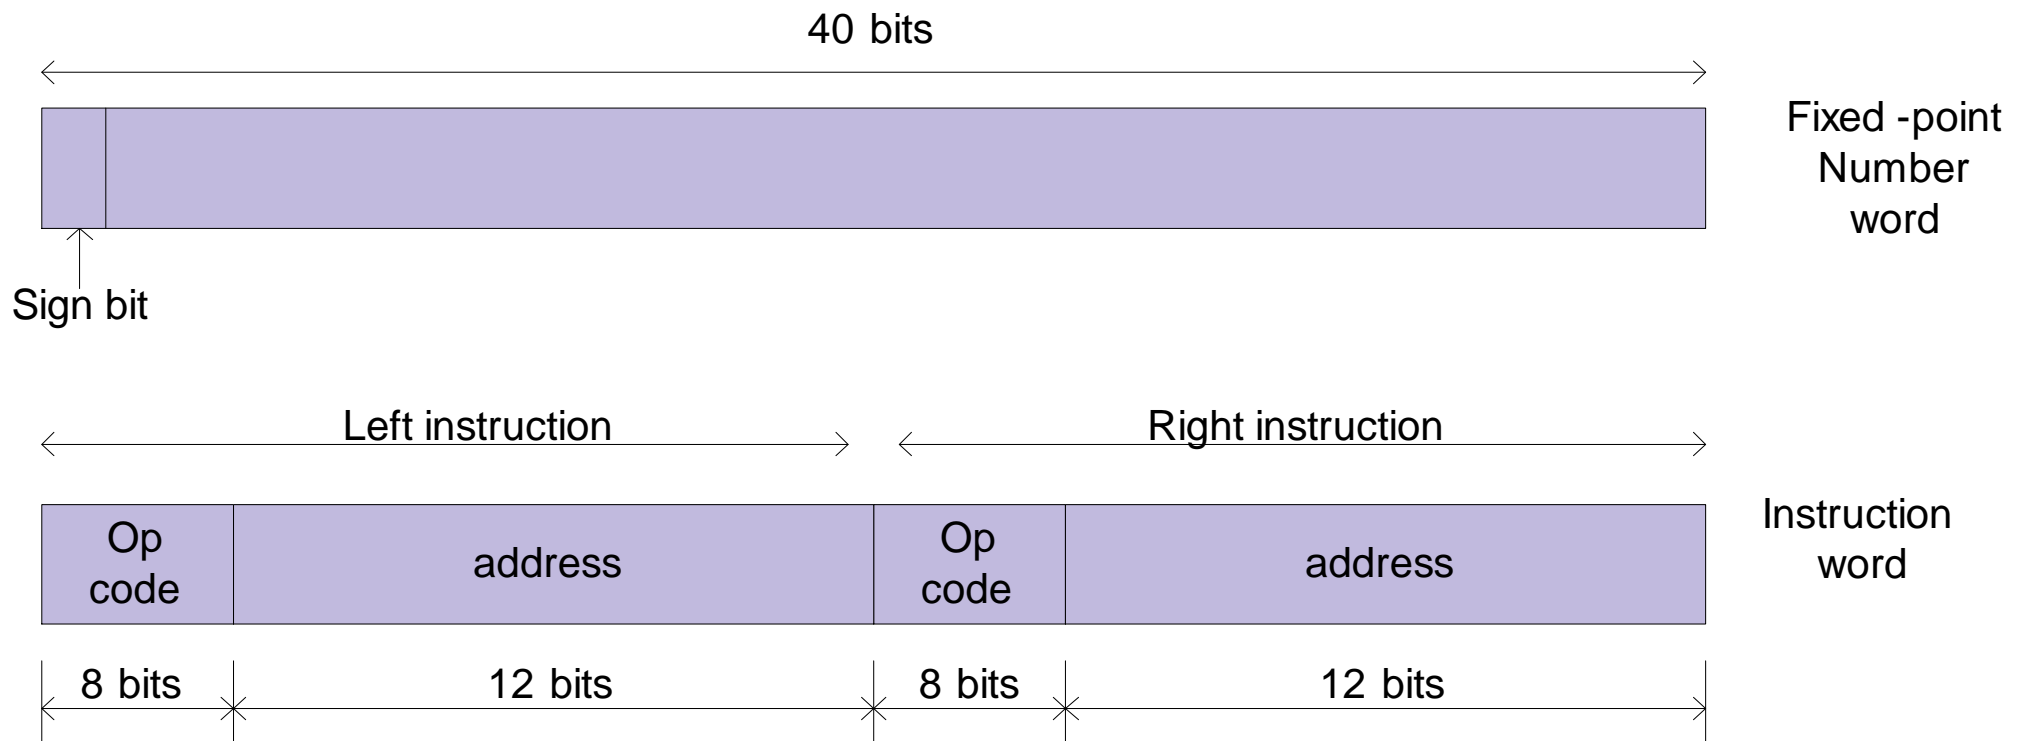 40 bits
Fixed -point
Number
word
Sign bit
Left instruction
Right instruction
Op
code
address
Op
code
address
Instruction
word
8 bits
12 bits
8 bits
12 bits